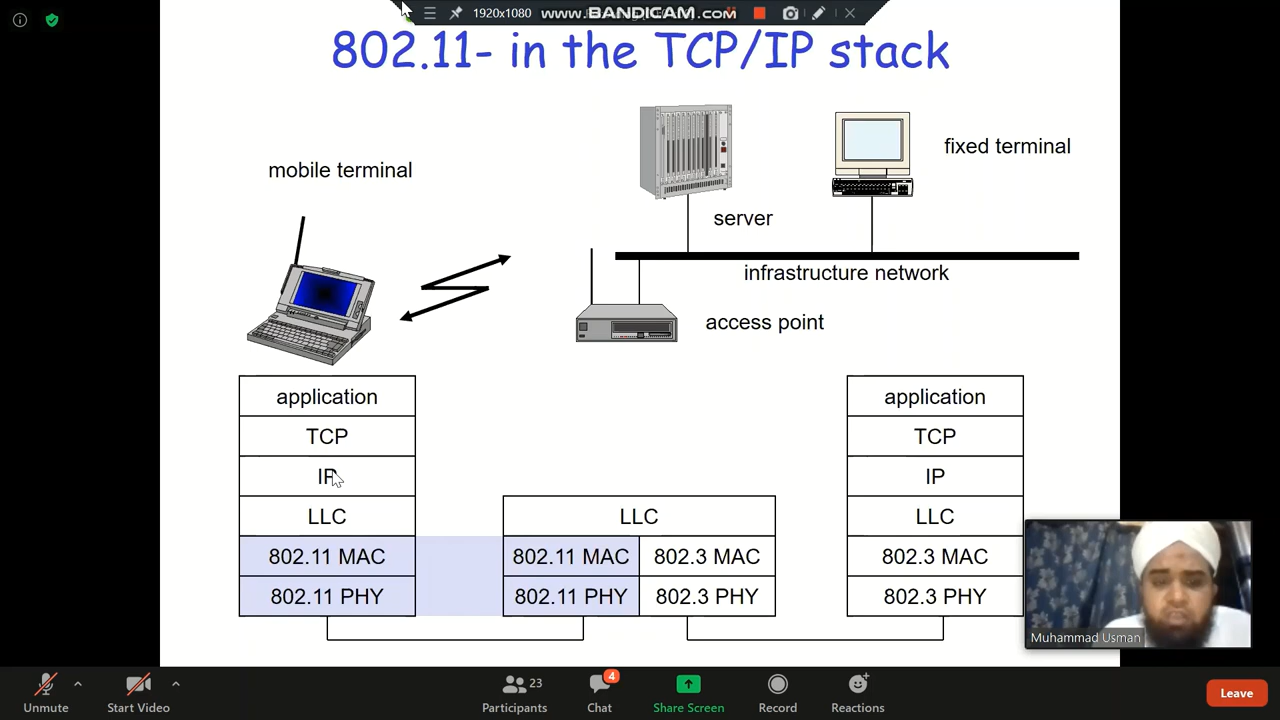 1920x1080
www.BANDICAM.com
802.11- in the TCP/IP stack
mobile terminal
fixed terminal
server
infrastructure network
access point
application
TCP
IP
LLC
802.11 MAC
802.11 PHY
LLC
802.11 MAC 802.3 MAC
802.11 PHY 802.3 PHY
application
TCP
IP
LLC
802.3 MAC
802.3 PHY
Muhammad Usman
Unmute
Start Video
23
Participants
4
Chat
Share Screen
Record
Reactions
Leave